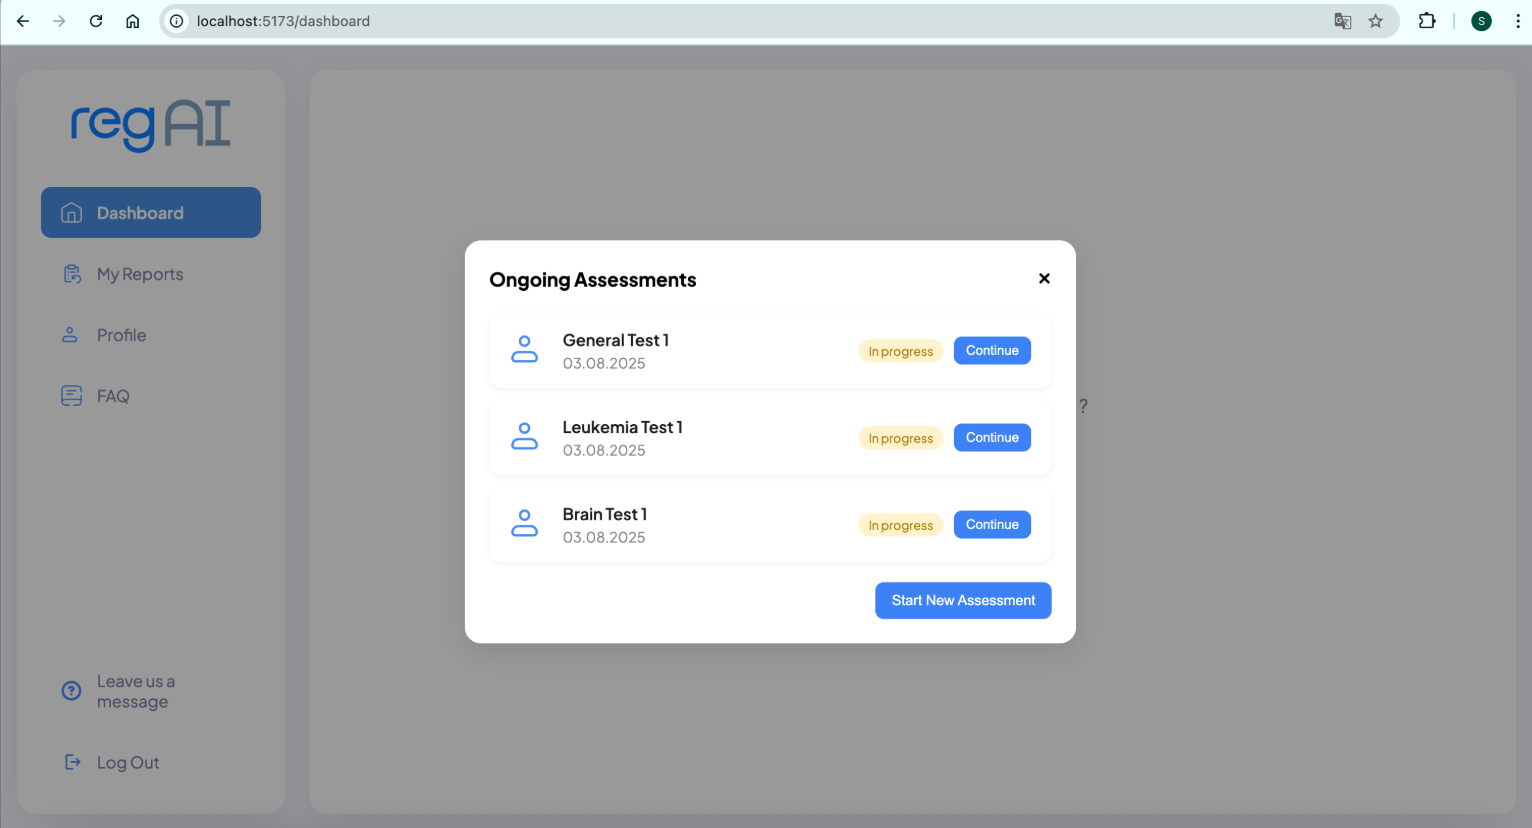 localhost:5173/dashboard
S
regAI
Dashboard
My Reports
Profile
FAQ
Leave us a
message
Log Out
Ongoing Assessments
General Test 1
03.08.2025
In progress
Continue
Leukemia Test 1
03.08.2025
In progress
Continue
Brain Test 1
03.08.2025
In progress
Continue
Start New Assessment
?